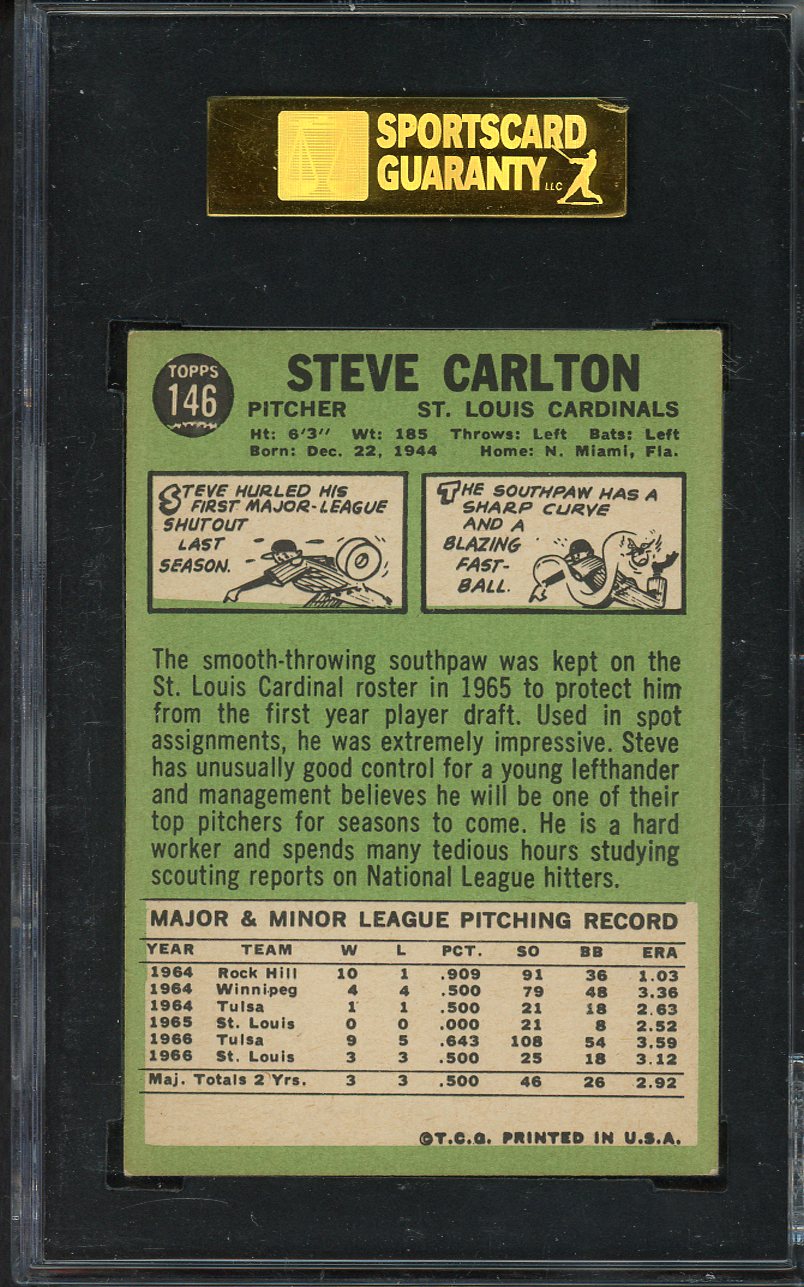 SPORTSCARD
GUARANTY LLC
TOPPS
146
STEVE CARLTON
PITCHER ST. LOUIS CARDINALS
Ht: 6'3" Wt: 185 Throws: Left Bats: Left
Born: Dec. 22, 1944 Home: N. Miami, Fla.
STEVE HURLED HIS
FIRST MAJOR-LEAGUE
SHUTOUT
LAST
SEASON.
THE SOUTHPAW HAS A
SHARP CURVE
AND A
BLAZING
FAST-
BALL.
The smooth-throwing southpaw was kept on the
St. Louis Cardinal roster in 1965 to protect him
from the first year player draft. Used in spot
assignments, he was extremely impressive. Steve
has unusually good control for a young lefthander
and management believes he will be one of their
top pitchers for seasons to come. He is a hard
worker and spends many tedious hours studying
scouting reports on National League hitters.
MAJOR & MINOR LEAGUE PITCHING RECORD
YEAR TEAM W L PCT. SO BB ERA
1964 Rock Hill 10 1 .909 91 36 1.03
1964 Winnipeg 4 4 .500 79 48 3.36
1964 Tulsa 1 1 .500 21 18 2.63
1965 St. Louis 0 0 .000 21 8 2.52
1966 Tulsa 9 5 .643 108 54 3.59
1966 St. Louis 3 3 .500 25 18 3.12
Maj. Totals 2 Yrs. 3 3 .500 46 26 2.92
©T.C.G. PRINTED IN U.S.A.